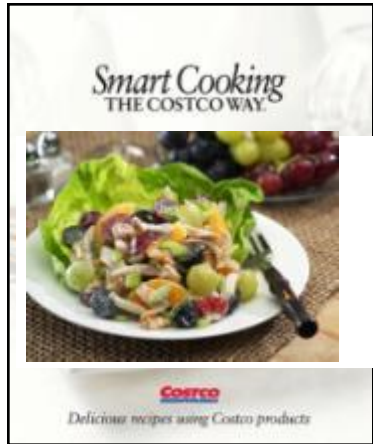 Smart Cooking
THE COSTCO WAY.
COSTCO
Delicious recipes using Costco products